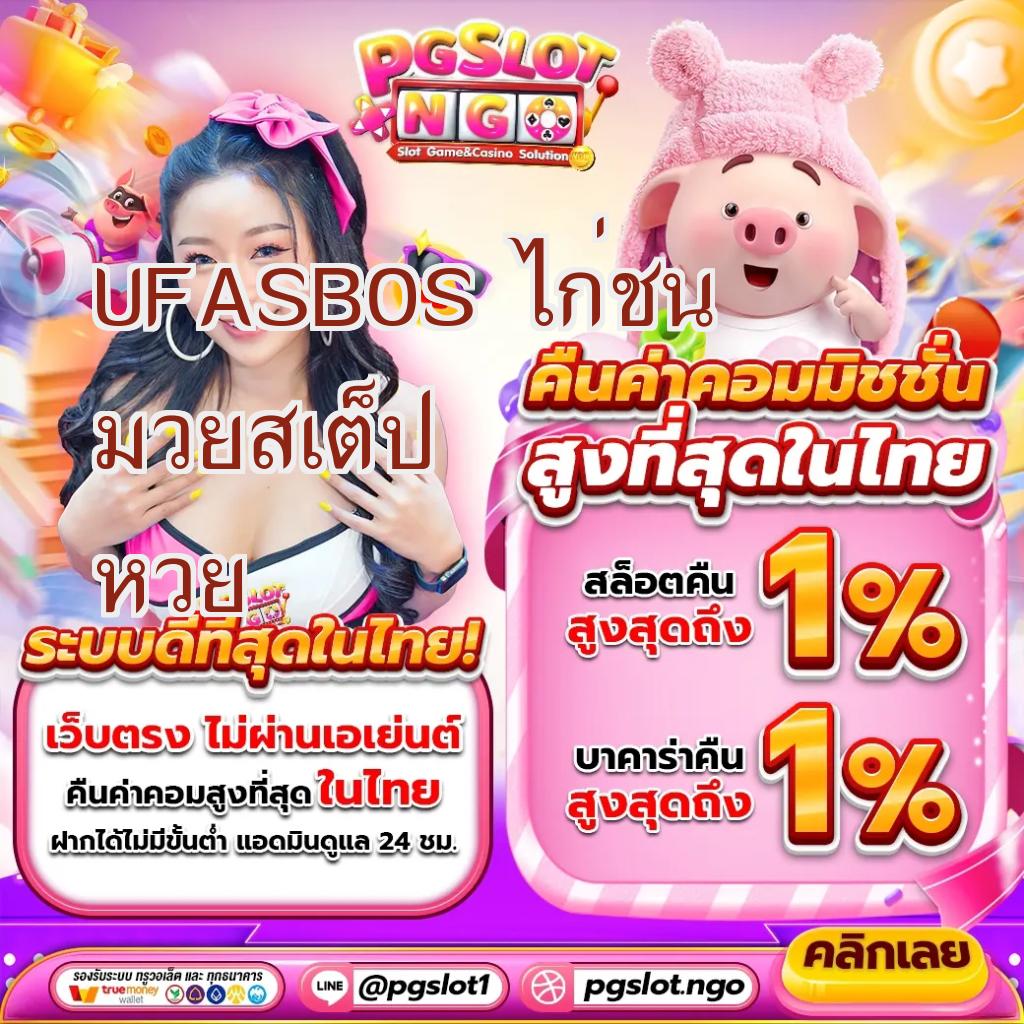 PGSLOT
NGO
Slot Game&Casino Solution
UFASBOS ไก่ชน
มวยสเต็ป
หวย
คืนค่าคอมมิชชั่น
สูงที่สุดในไทย
สล็อตคืน
สูงสุดถึง
1%
บาคาร่าคืน
สูงสุดถึง
1%
ระบบดีที่สุดในไทย!
เว็บตรง ไม่ผ่านเอเย่นต์
คืนค่าคอมสูงที่สุด ในไทย
ฝากได้ไม่มีขั้นต่ำ แอดมินดูแล 24 ชม.
คลิกเลย
รองรับระบบ ทรูวอเล็ต และ ทุกธนาคาร
truemoney
wallet
LINE @pgslot1
pgslot.ngo